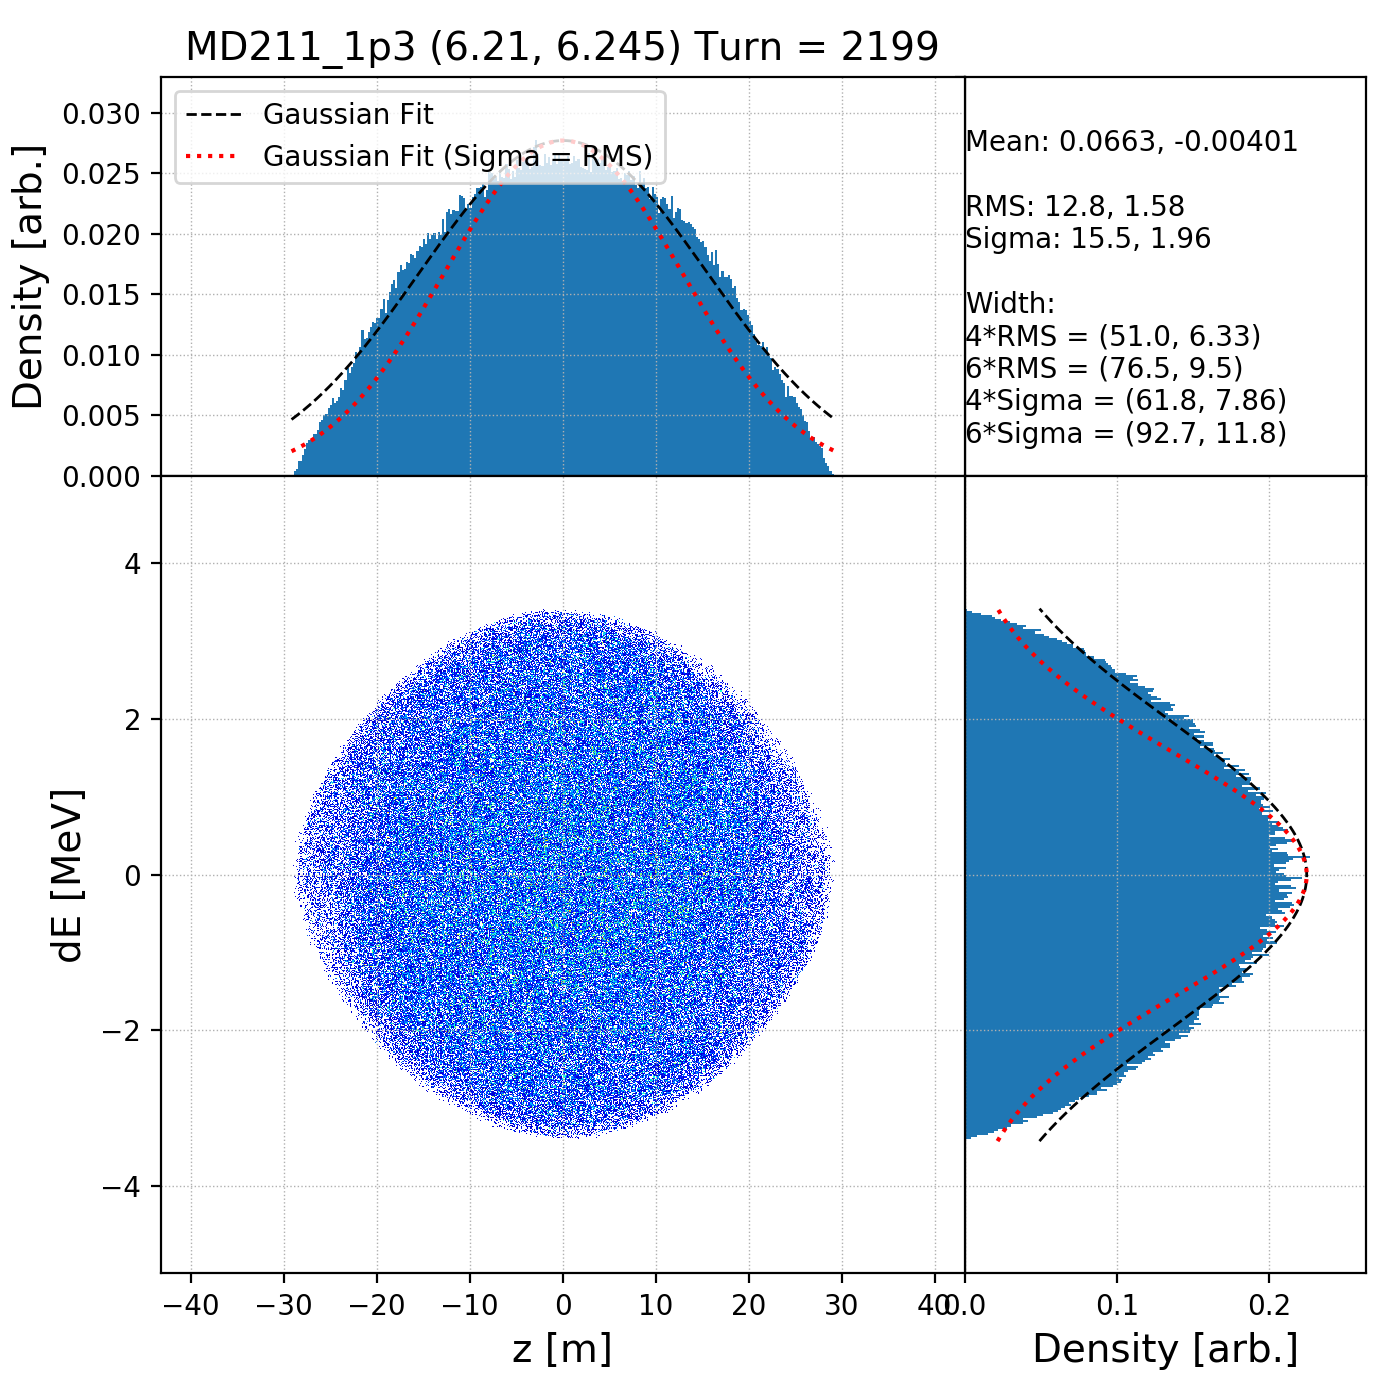 MD211_1p3 (6.21, 6.245) Turn = 2199
Gaussian Fit
Gaussian Fit (Sigma = RMS)
Density [arb.]
0.030
0.025
0.020
0.015
0.010
0.005
0.000
Mean: 0.0663, -0.00401
RMS: 12.8, 1.58
Sigma: 15.5, 1.96
Width:
4*RMS = (51.0, 6.33)
6*RMS = (76.5, 9.5)
4*Sigma = (61.8, 7.86)
6*Sigma = (92.7, 11.8)
dE [MeV]
4
2
0
−2
−4
−40 −30 −20 −10 0 10 20 30 40
z [m]
0.0 0.1 0.2
Density [arb.]